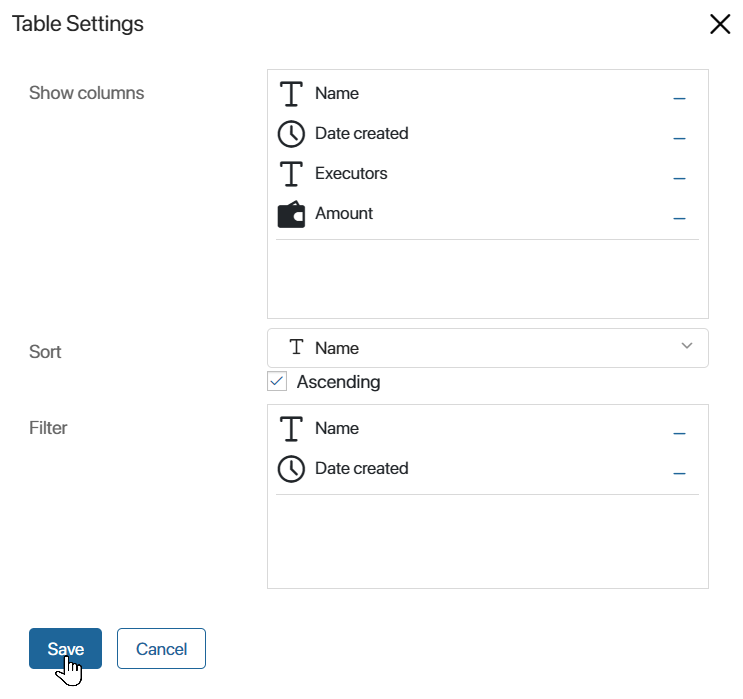 Table Settings
Show columns
Name
Date created
Executors
Amount
Sort
Name
Ascending
Filter
Name
Date created
Save
Cancel